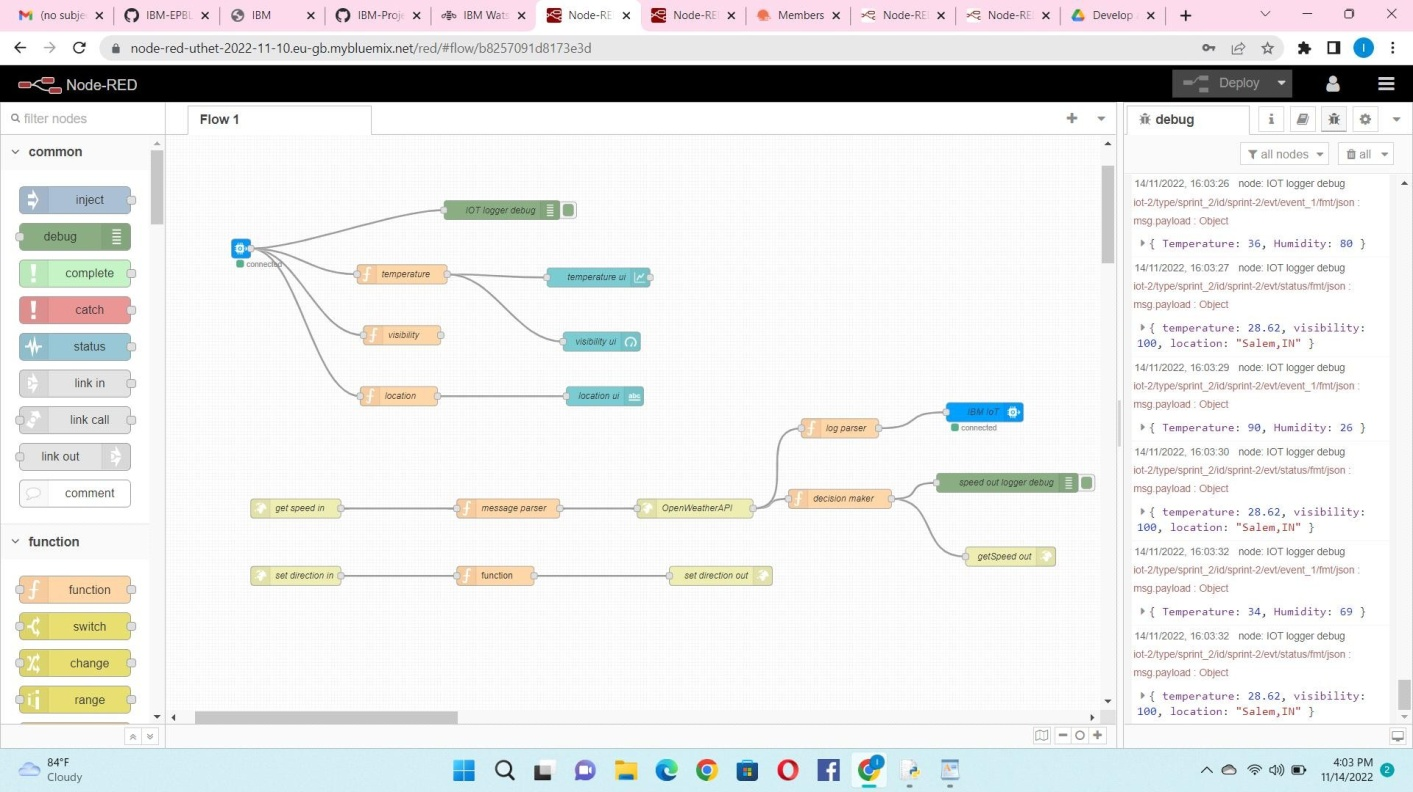 (no subje
IBM-EPBL
IBM
IBM-Proje
IBM Wats
Node-RE
Node-RE
Members
Node-RE
Node-RE
Develop
node-red-uthet-2022-11-10.eu-gb.mybluemix.net/red/#flow/b8257091d8173e3d
I
Node-RED
Deploy
filter nodes
Flow 1
debug
i
common
all nodes
all
inject
debug
complete
catch
status
link in
link call
link out
comment
function
function
switch
change
range
IOT logger debug
connected
temperature
temperature ui
visibility
visibility ui
location
location ui
abc
log parser
IBM IoT
connected
get speed in
message parser
OpenWeatherAPI
decision maker
speed out logger debug
getSpeed out
set direction in
function
set direction out
14/11/2022, 16:03:26 node: IOT logger debug
iot-2/type/sprint_2/id/sprint-2/evt/event_1/fmt/json :
msg.payload : Object
{ Temperature: 36, Humidity: 80 }
14/11/2022, 16:03:27 node: IOT logger debug
iot-2/type/sprint_2/id/sprint-2/evt/status/fmt/json :
msg.payload : Object
{ temperature: 28.62, visibility:
100, location: "Salem,IN" }
14/11/2022, 16:03:29 node: IOT logger debug
iot-2/type/sprint_2/id/sprint-2/evt/event_1/fmt/json :
msg.payload : Object
{ Temperature: 90, Humidity: 26 }
14/11/2022, 16:03:30 node: IOT logger debug
iot-2/type/sprint_2/id/sprint-2/evt/status/fmt/json :
msg.payload : Object
{ temperature: 28.62, visibility:
100, location: "Salem,IN" }
14/11/2022, 16:03:32 node: IOT logger debug
iot-2/type/sprint_2/id/sprint-2/evt/event_1/fmt/json :
msg.payload : Object
{ Temperature: 34, Humidity: 69 }
14/11/2022, 16:03:32 node: IOT logger debug
iot-2/type/sprint_2/id/sprint-2/evt/status/fmt/json :
msg.payload : Object
{ temperature: 28.62, visibility:
100, location: "Salem,IN" }
84°F
Cloudy
4:03 PM
11/14/2022
2